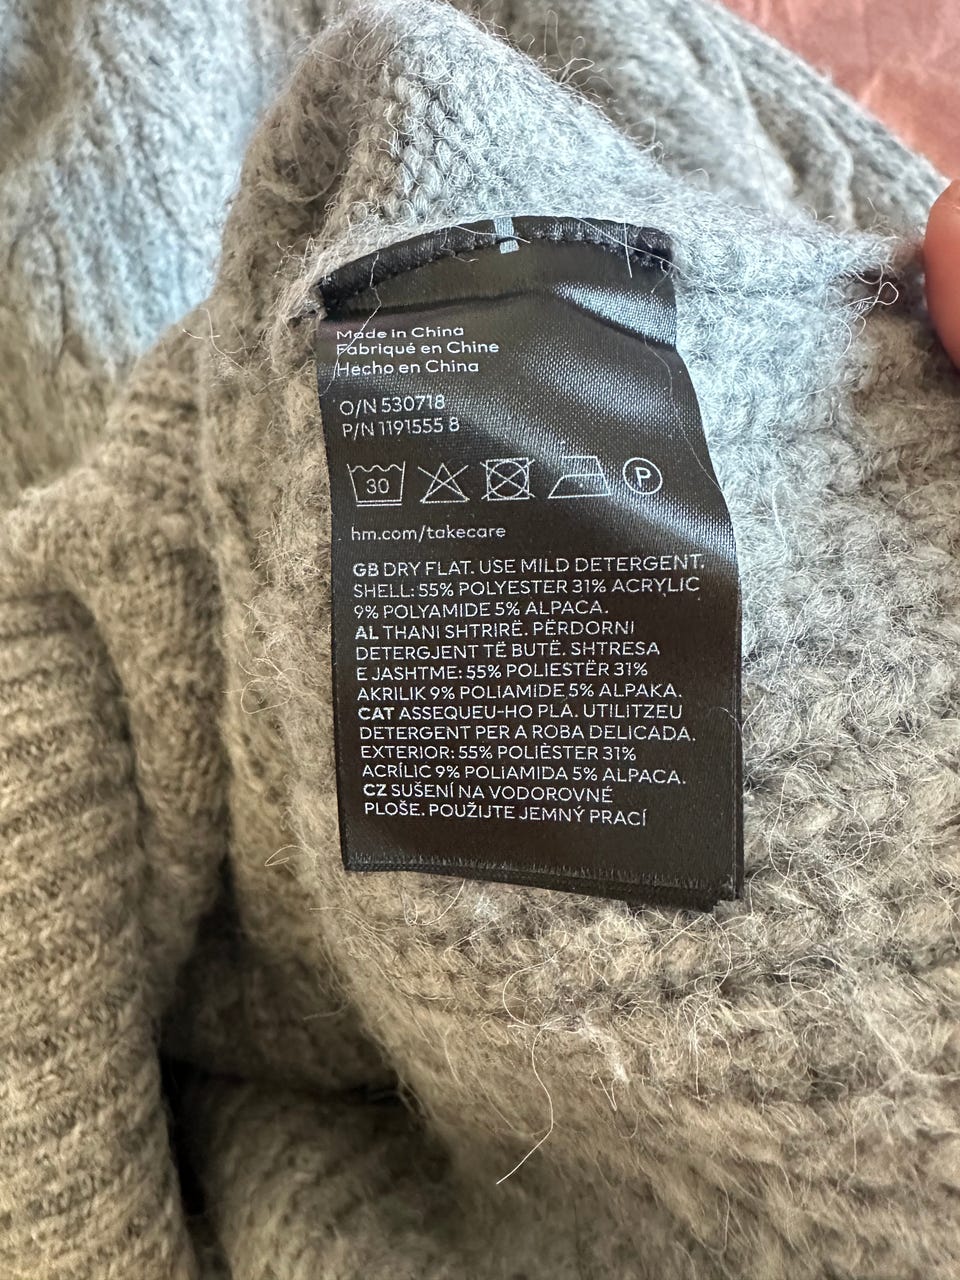 Made in China
Fabriqué en Chine
Hecho en China
O/N 530718
P/N 1191555 8
30
P
hm.com/takecare
GB DRY FLAT. USE MILD DETERGENT.
SHELL: 55% POLYESTER 31% ACRYLIC
9% POLYAMIDE 5% ALPACA.
AL THANI SHTRIRË. PËRDORNI
DETERGJENT TË BUTË. SHTRESA
E JASHTME: 55% POLIESTËR 31%
AKRILIK 9% POLIAMIDE 5% ALPAKA.
CAT ASSEQUEU-HO PLA. UTILITZEU
DETERGENT PER A ROBA DELICADA.
EXTERIOR: 55% POLIÈSTER 31%
ACRÍLIC 9% POLIAMIDA 5% ALPACA.
CZ SUŠENÍ NA VODOROVNÉ
PLOŠE. POUŽIJTE JEMNÝ PRACÍ